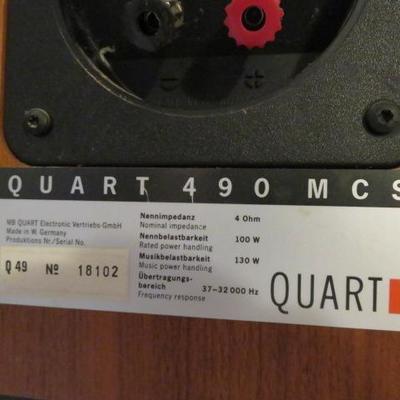 QUART 490 MCS
MB QUART Electronic Vertriebs-GmbH
Made in W. Germany
Produktions Nr./Serial No.
Q 49 No 18102
Nennimpedanz 4 Ohm
Nominal impedance
Nennbelastbarkeit 100 W
Rated power handling
Musikbelastbarkeit 130 W
Music power handling
Übertragungs-
bereich 37–32 000 Hz
Frequency response
QUART